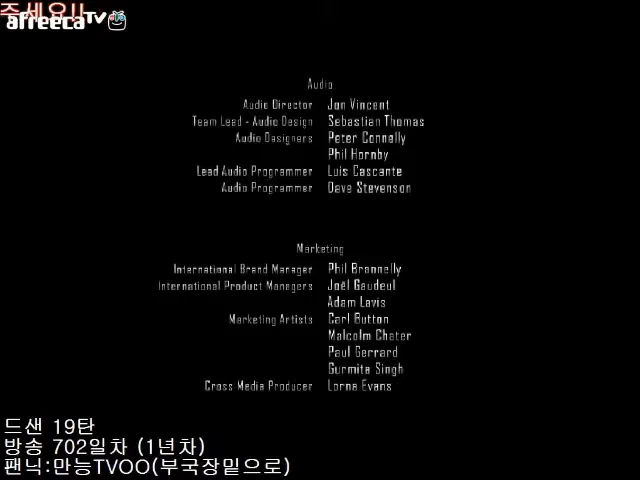 주세요!!
afreecaTV
Audio
Audio Director Jon Vincent
Team Lead - Audio Design Sebastian Thomas
Audio Designers Peter Connelly
Phil Hornby
Lead Audio Programmer Luis Cascante
Audio Programmer Dave Stevenson
Marketing
International Brand Manager Phil Brannelly
International Product Managers Joël Gaudeul
Adam Lavis
Marketing Artists Carl Button
Malcolm Chater
Paul Gerrard
Gurmita Singh
Cross Media Producer Lorna Evans
드샌 19탄
방송 702일차 (1년차)
팬닉:만능TVOO(부국장밑으로)